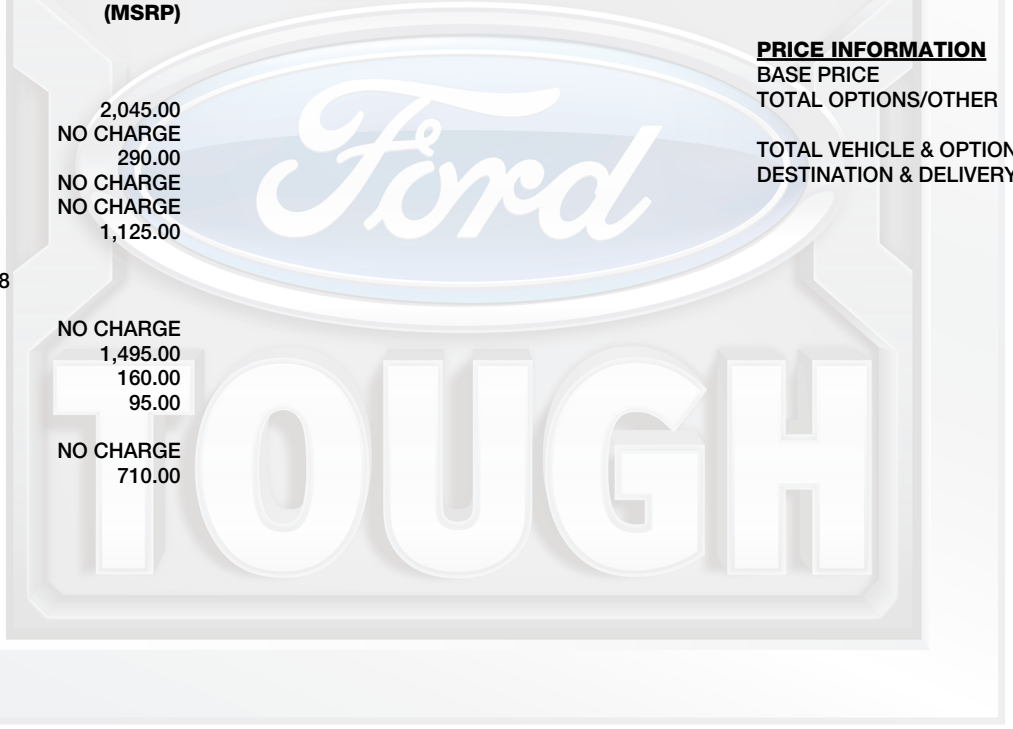 (MSRP)
2,045.00
NO CHARGE
290.00
NO CHARGE
NO CHARGE
1,125.00
8
NO CHARGE
1,495.00
160.00
95.00
NO CHARGE
710.00
PRICE INFORMATION
BASE PRICE
TOTAL OPTIONS/OTHER
TOTAL VEHICLE & OPTION
DESTINATION & DELIVERY
Ford
TOUGH